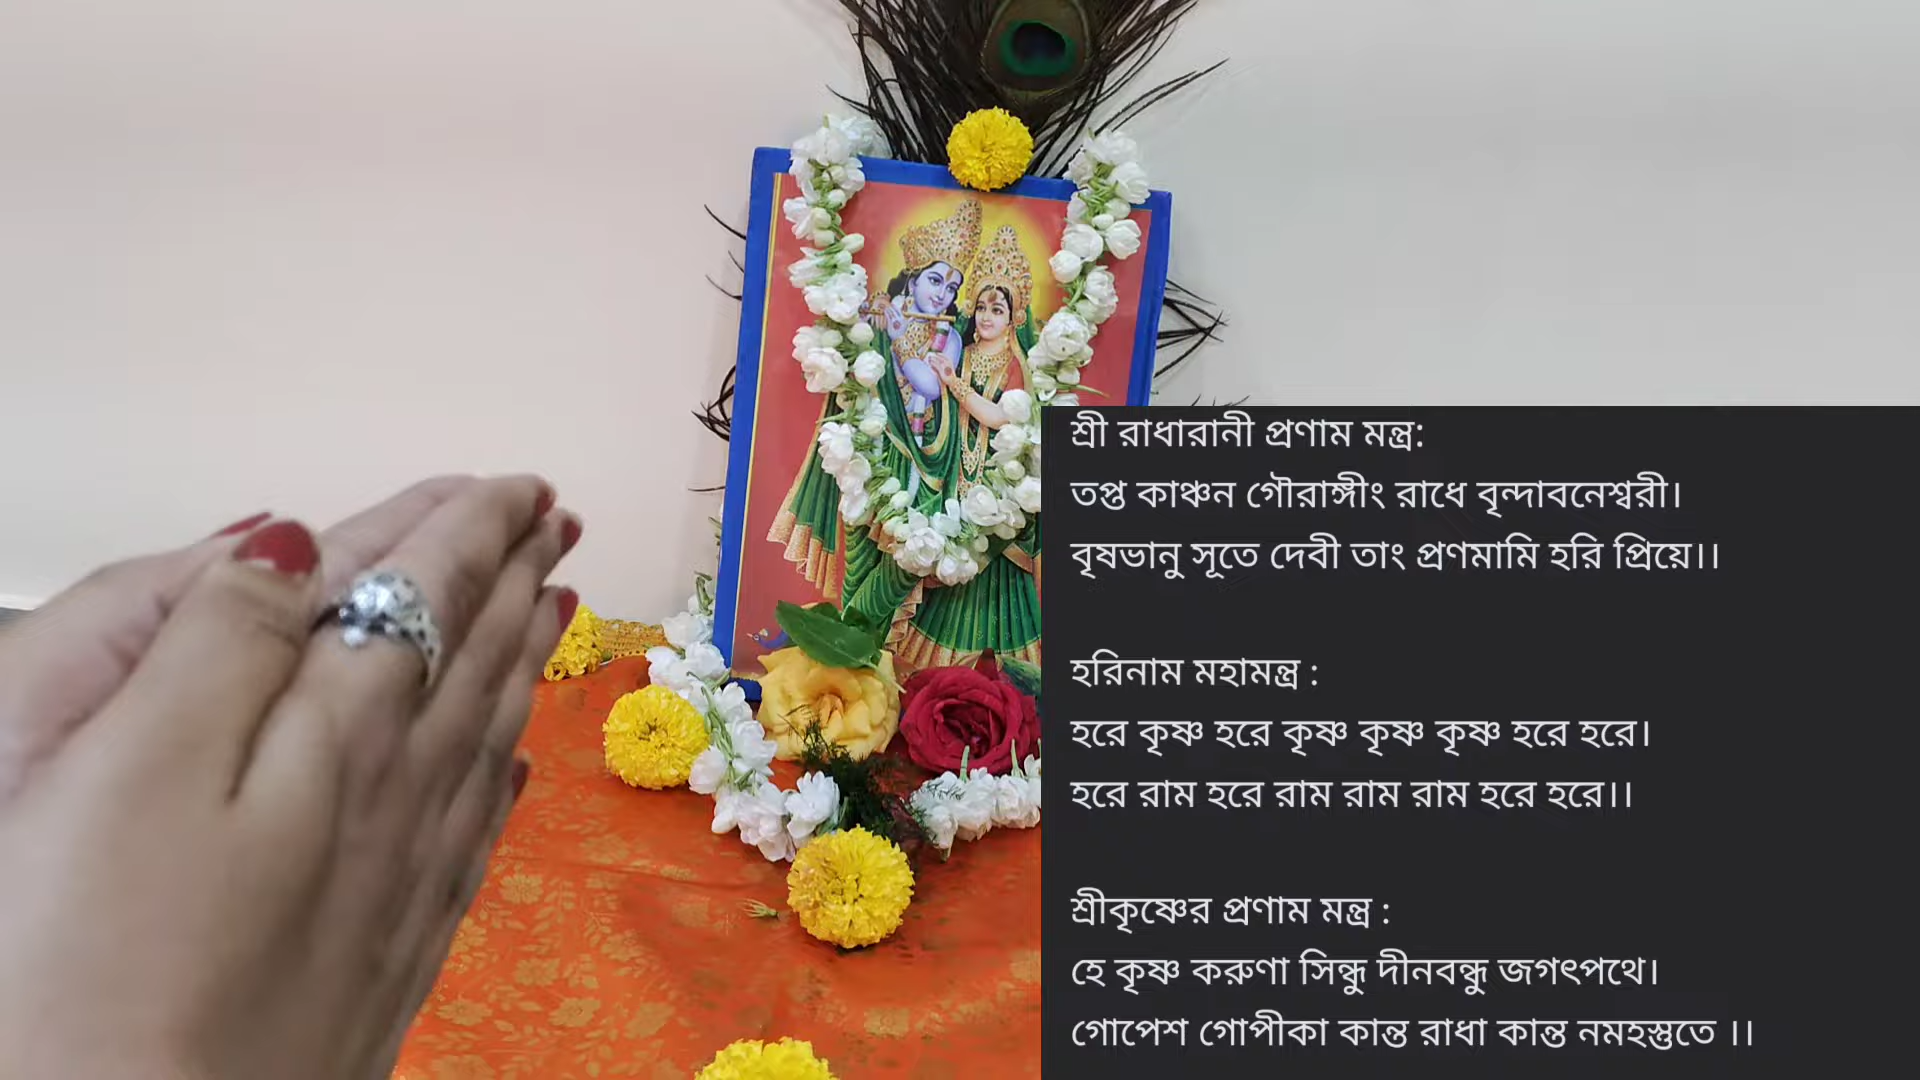 শ্রী রাধারানী প্রণাম মন্ত্র:
তপ্ত কাঞ্চন গৌরাঙ্গীং রাধে বৃন্দাবনেশ্বরী।
বৃষভানু সূতে দেবী তাং প্রণমামি হরি প্রিয়ে।।
হরিনাম মহামন্ত্র :
হরে কৃষ্ণ হরে কৃষ্ণ কৃষ্ণ কৃষ্ণ হরে হরে।
হরে রাম হরে রাম রাম রাম হরে হরে।।
শ্রীকৃষ্ণের প্রণাম মন্ত্র :
হে কৃষ্ণ করুণা সিন্ধু দীনবন্ধু জগৎপথে।
গোপেশ গোপীকা কান্ত রাধা কান্ত নমহস্তুতে ।।